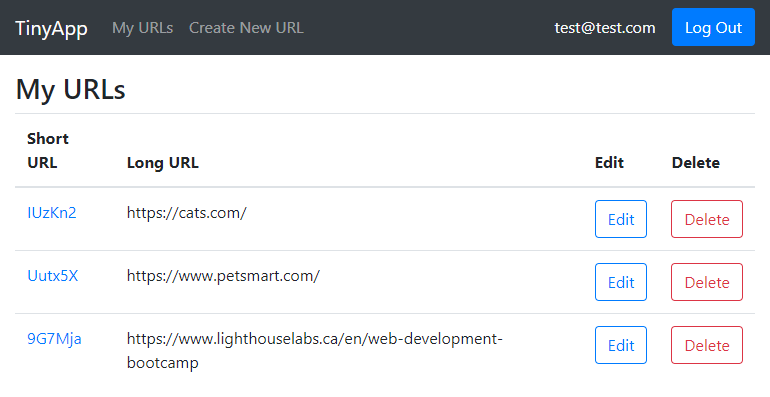 TinyApp My URLs Create New URL test@test.com Log Out
My URLs
Short
URL Long URL Edit Delete
IUzKn2 https://cats.com/ Edit Delete
Uutx5X https://www.petsmart.com/ Edit Delete
9G7Mja https://www.lighthouselabs.ca/en/web-development- Edit Delete
bootcamp